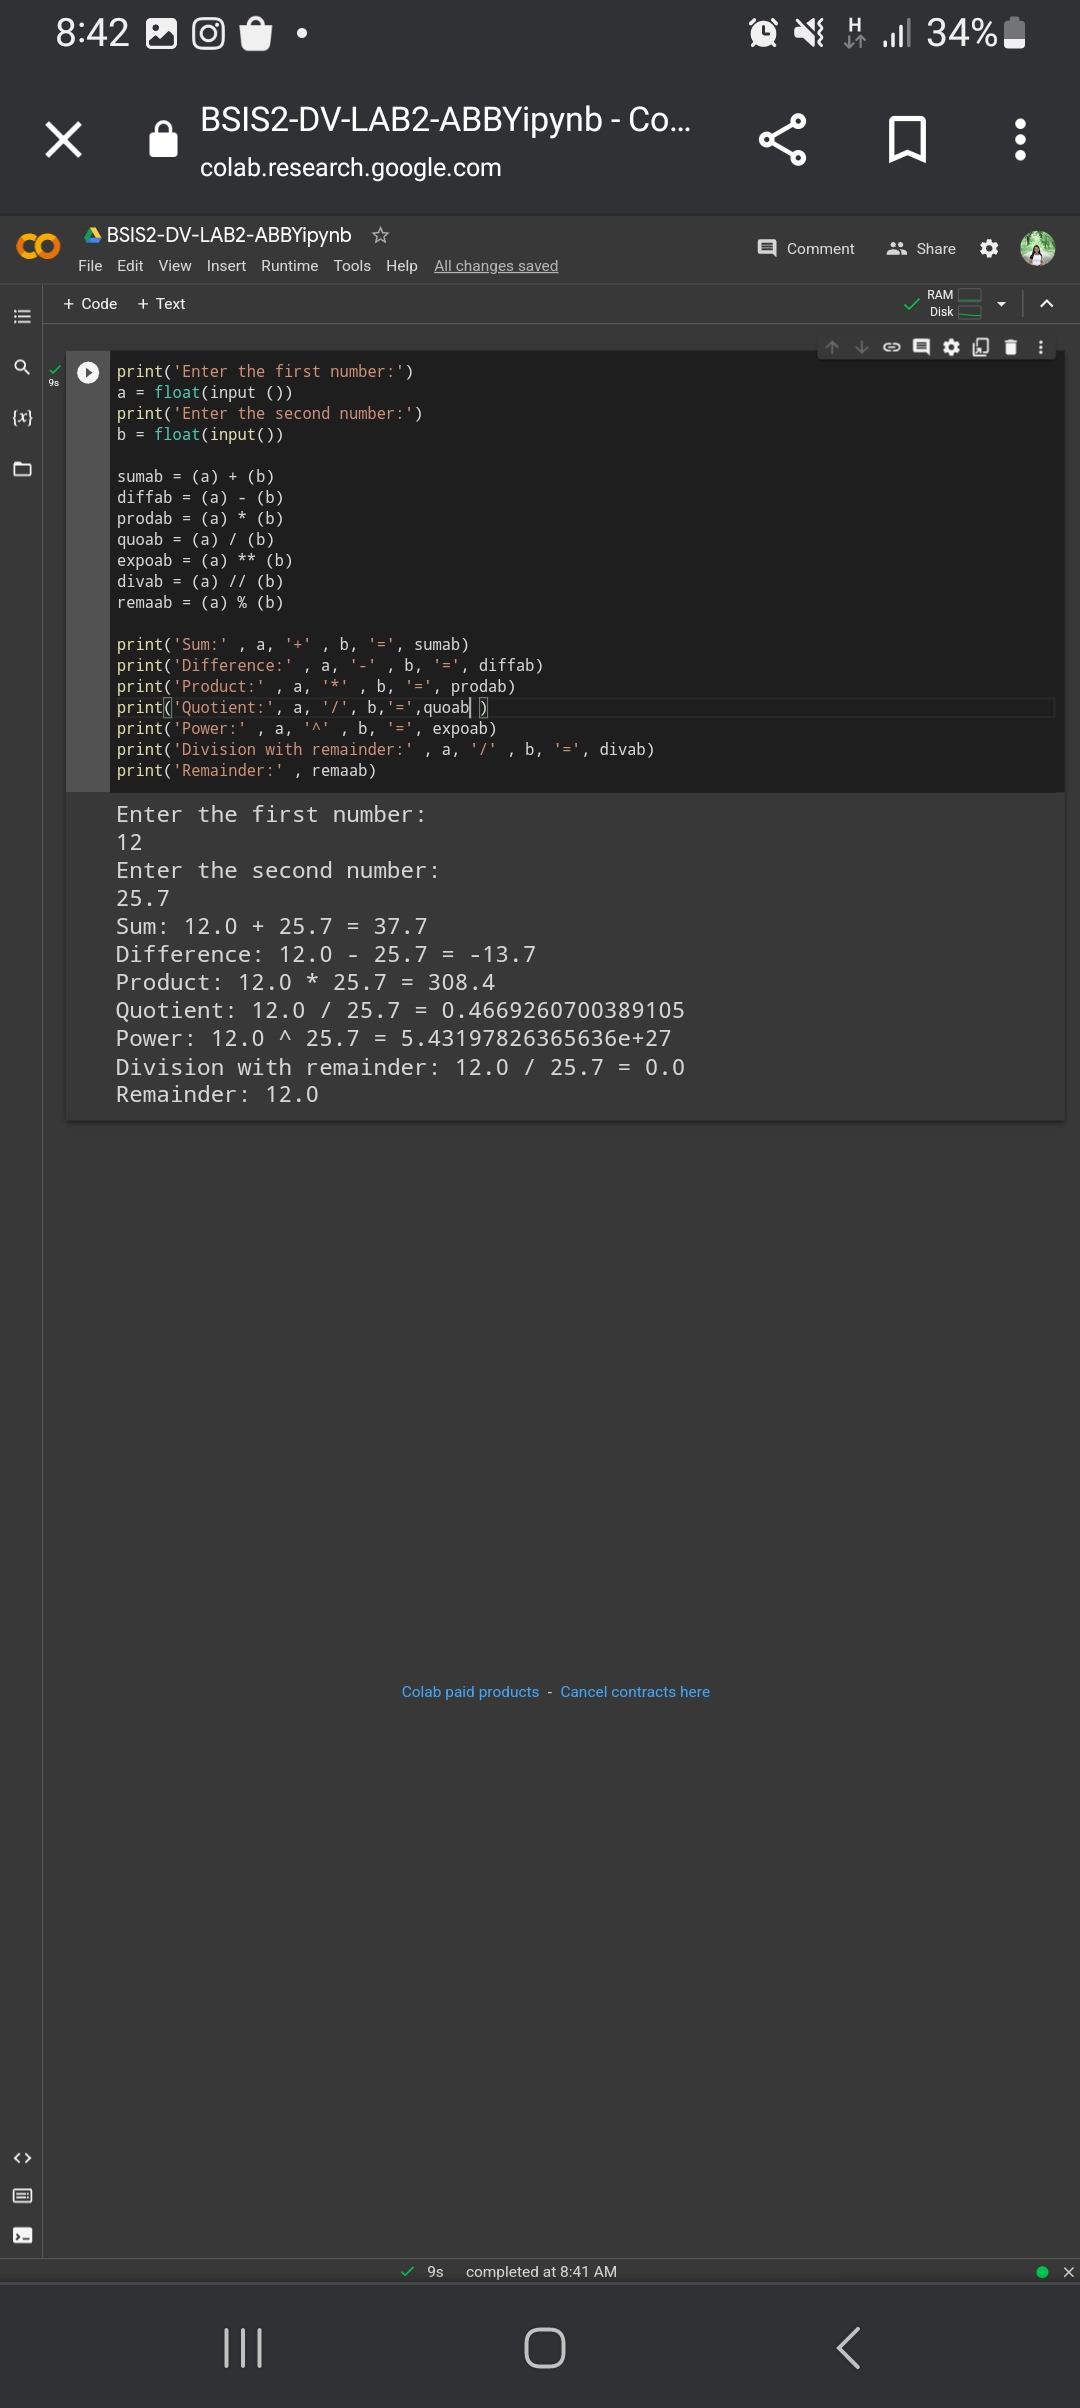 8:42 H 34%
BSIS2-DV-LAB2-ABBYipynb - Co...
colab.research.google.com
BSIS2-DV-LAB2-ABBYipynb
Comment Share
File Edit View Insert Runtime Tools Help All changes saved
+ Code + Text
RAM
Disk
9s
{x}
print('Enter the first number:')
a = float(input ())
print('Enter the second number:')
b = float(input())
sumab = (a) + (b)
diffab = (a) - (b)
prodab = (a) * (b)
quoab = (a) / (b)
expoab = (a) ** (b)
divab = (a) // (b)
remaab = (a) % (b)
print('Sum:' , a, '+' , b, '=', sumab)
print('Difference:' , a, '-' , b, '=', diffab)
print('Product:' , a, '*' , b, '=', prodab)
print('Quotient:', a, '/', b,'=',quoab )
print('Power:' , a, '^' , b, '=', expoab)
print('Division with remainder:' , a, '/' , b, '=', divab)
print('Remainder:' , remaab)
Enter the first number:
12
Enter the second number:
25.7
Sum: 12.0 + 25.7 = 37.7
Difference: 12.0 - 25.7 = -13.7
Product: 12.0 * 25.7 = 308.4
Quotient: 12.0 / 25.7 = 0.4669260700389105
Power: 12.0 ^ 25.7 = 5.43197826365636e+27
Division with remainder: 12.0 / 25.7 = 0.0
Remainder: 12.0
Colab paid products - Cancel contracts here
9s completed at 8:41 AM